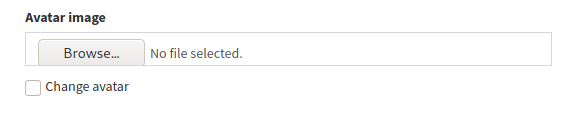 Avatar image
Browse... No file selected.
Change avatar